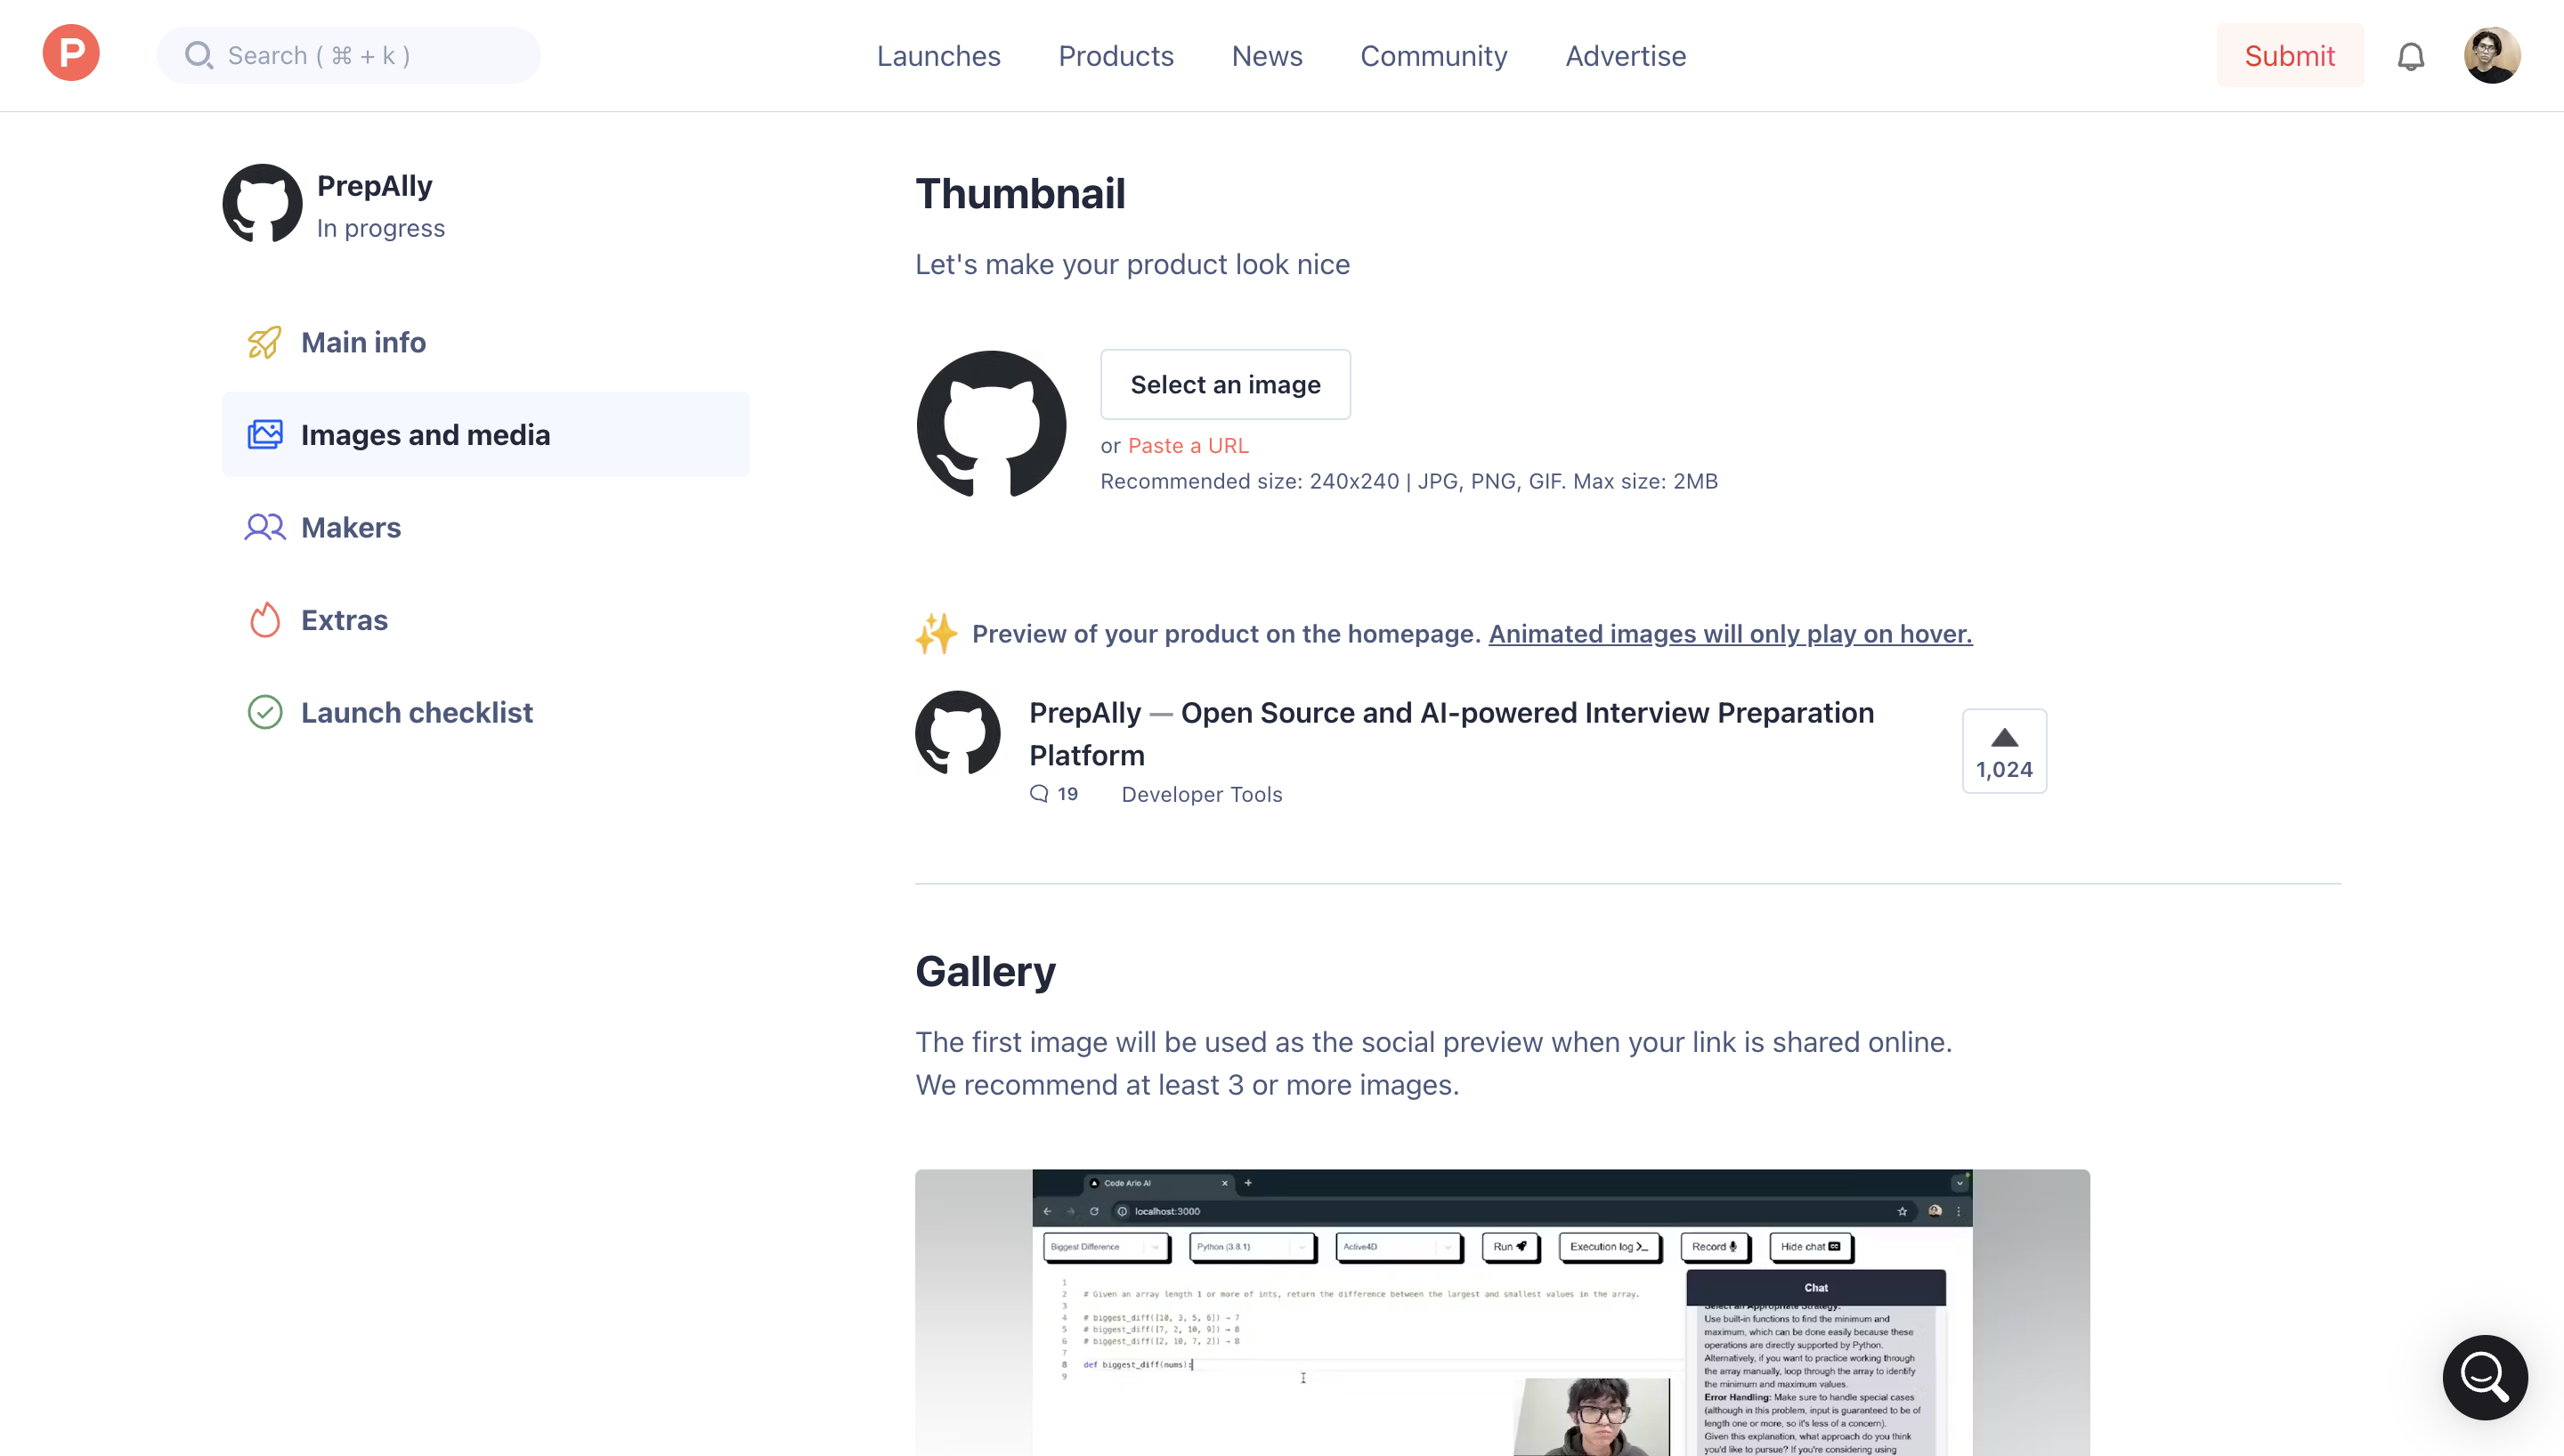 P
Search ( ⌘ + k )
Launches
Products
News
Community
Advertise
Submit
PrepAlly
In progress
Main info
Images and media
Makers
Extras
Launch checklist
Thumbnail
Let's make your product look nice
Select an image
or Paste a URL
Recommended size: 240x240 | JPG, PNG, GIF. Max size: 2MB
✨ Preview of your product on the homepage. Animated images will only play on hover.
PrepAlly — Open Source and AI-powered Interview Preparation
Platform
19
Developer Tools
1,024
Gallery
The first image will be used as the social preview when your link is shared online.
We recommend at least 3 or more images.
Code Ario AI
localhost:3000
Biggest Difference
Python (3.8.1)
Active4D
Run
Execution log
Record
Hide chat
1
2 # Given an array length 1 or more of ints, return the difference between the largest and smallest values in the array.
3
4 # biggest_diff([10, 3, 5, 6]) → 7
5 # biggest_diff([7, 2, 10, 9]) → 8
6 # biggest_diff([2, 10, 7, 2]) → 8
7
8 def biggest_diff(nums):
9
Chat
Select an Appropriate Strategy:
Use built-in functions to find the minimum and
maximum, which can be done easily because these
operations are directly supported by Python.
Alternatively, if you want to practice working through
the array manually, loop through the array to identify
the minimum and maximum values.
Error Handling: Make sure to handle special cases
(although in this problem, input is guaranteed to be of
length one or more, so it's less of a concern).
Given this explanation, what approach do you think
you'd like to pursue? If you're considering using